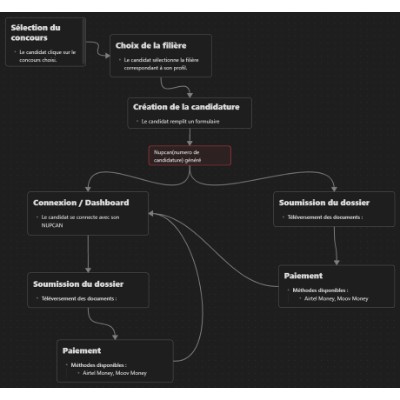 Sélection du
concours
Le candidat clique sur le
concours choisi.
Choix de la filière
Le candidat sélectionne la filière
correspondant à son profil.
Création de la candidature
Le candidat remplit un formulaire
Nupcan(numero de
candidature) généré
Connexion / Dashboard
Le candidat se connecte avec son
NUPCAN
Soumission du dossier
Téléversement des documents :
Soumission du dossier
Téléversement des documents :
Paiement
Méthodes disponibles :
Airtel Money, Moov Money
Paiement
Méthodes disponibles :
Airtel Money, Moov Money